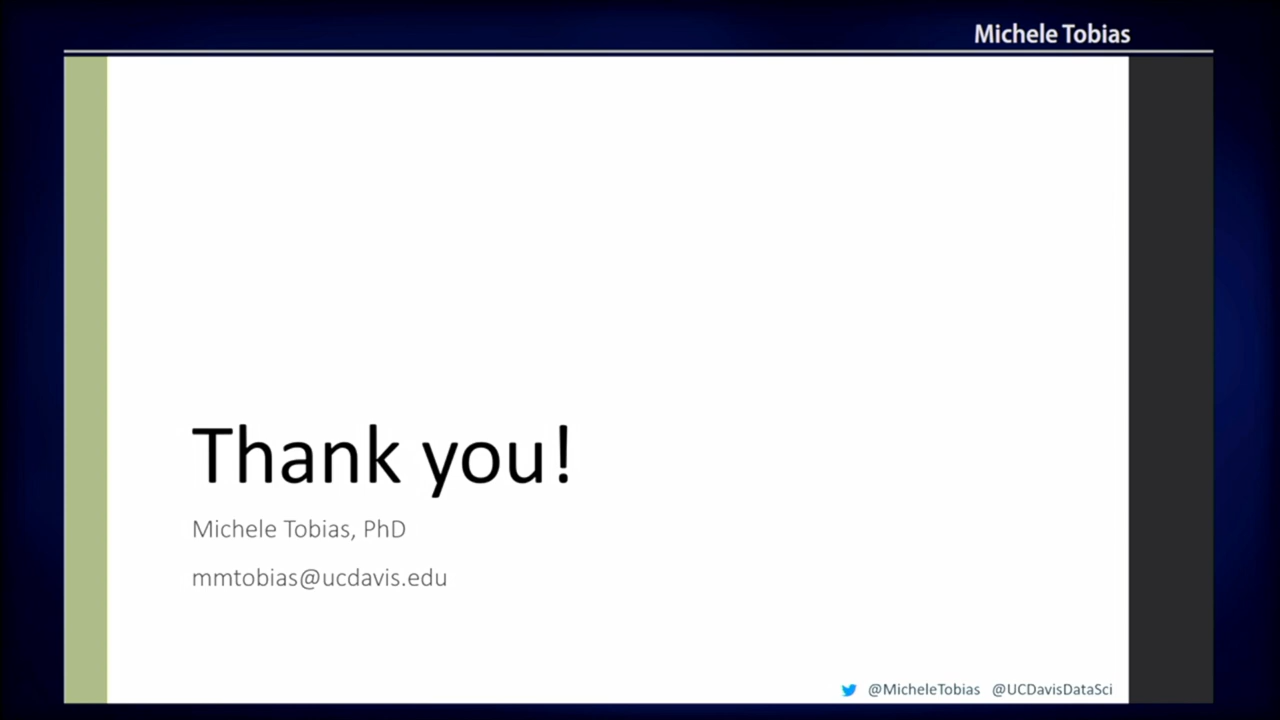 Michele Tobias
Thank you!
Michele Tobias, PhD
mmtobias@ucdavis.edu
@MicheleTobias @UCDavisDataSci